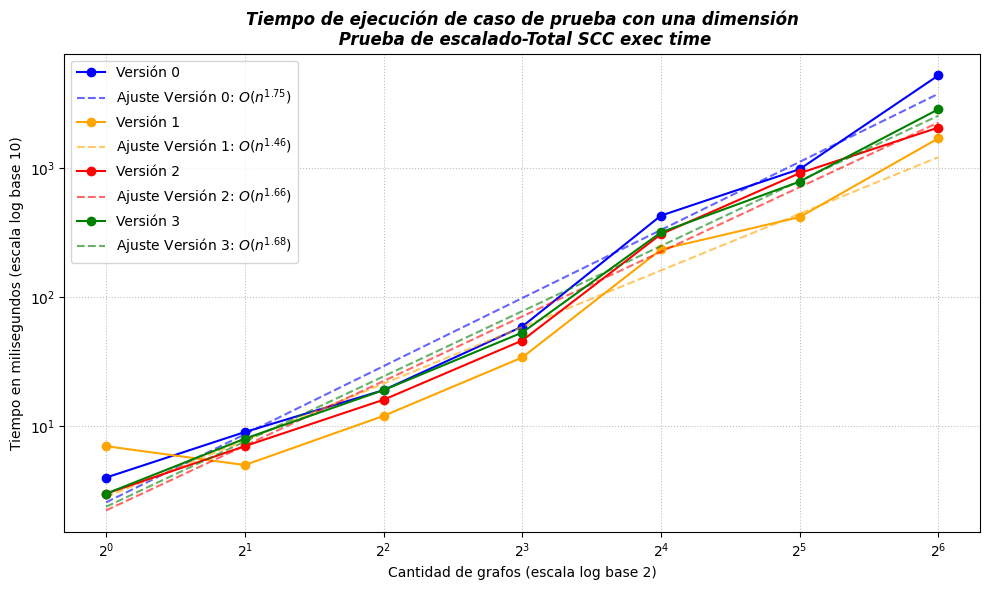 Tiempo de ejecución de caso de prueba con una dimensión
Prueba de escalado-Total SCC exec time
Versión 0
Ajuste Versión 0: $O(n^{1.75})$
Versión 1
Ajuste Versión 1: $O(n^{1.46})$
Versión 2
Ajuste Versión 2: $O(n^{1.66})$
Versión 3
Ajuste Versión 3: $O(n^{1.68})$
Tiempo en milisegundos (escala log base 10)
$10^3$
$10^2$
$10^1$
$2^0$ $2^1$ $2^2$ $2^3$ $2^4$ $2^5$ $2^6$
Cantidad de grafos (escala log base 2)